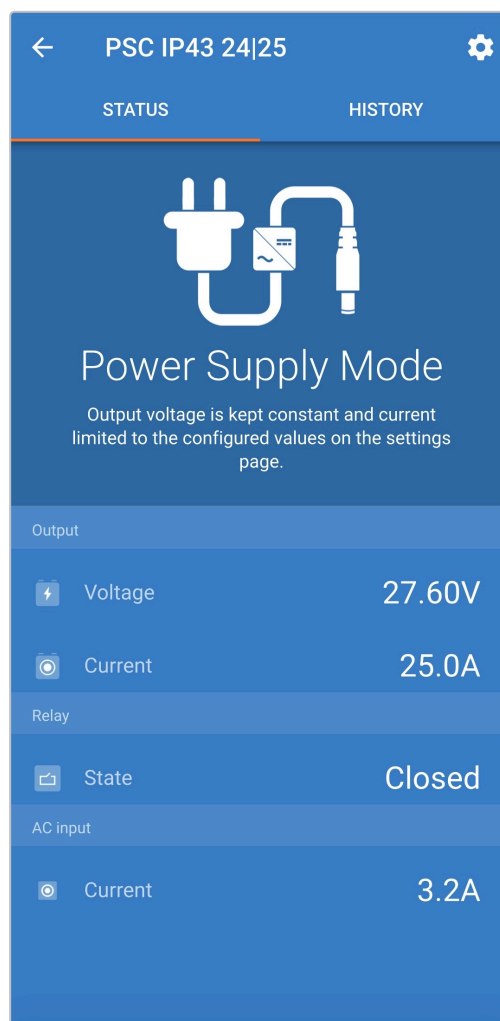 PSC IP43 24|25
STATUS
HISTORY
Power Supply Mode
Output voltage is kept constant and current
limited to the configured values on the settings
page.
Output
Voltage
27.60V
Current
25.0A
Relay
State
Closed
AC input
Current
3.2A